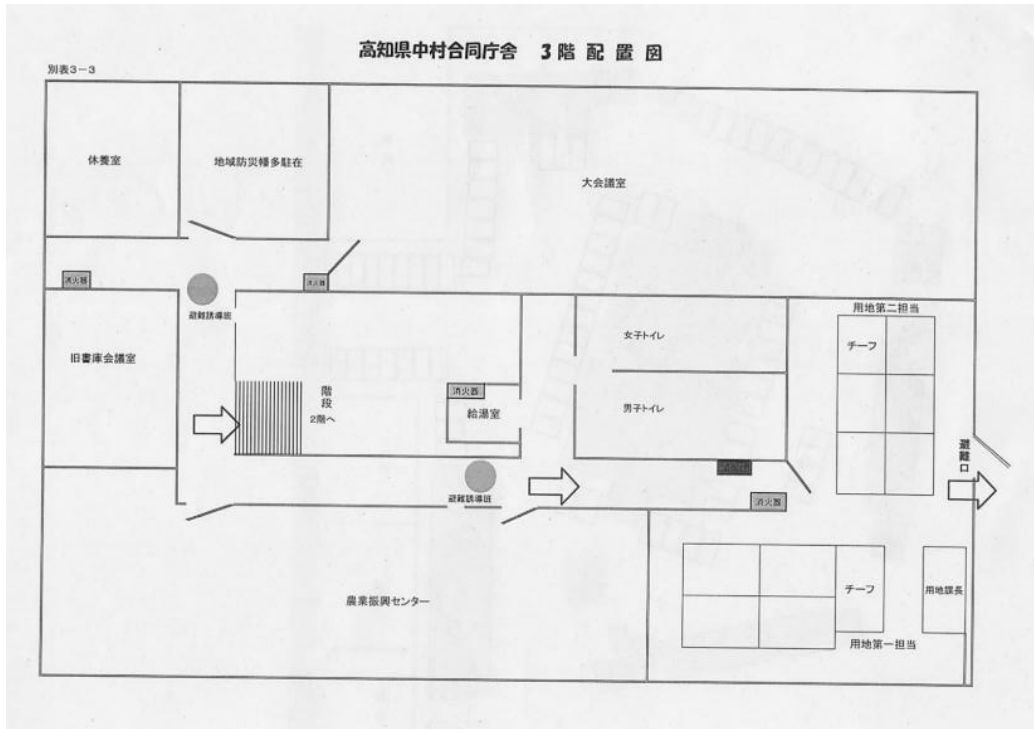 高知県中村合同庁舎 3階配置図
別表3-3
休養室
地域防災幡多駐在
大会議室
消火器
消火器
避難誘導班
用地第二担当
チーフ
女子トイレ
旧書庫会議室
階段
2階へ
消火器
給湯室
男子トイレ
避難口
避難誘導班
消火器
農業振興センター
チーフ
用地課長
用地第一担当